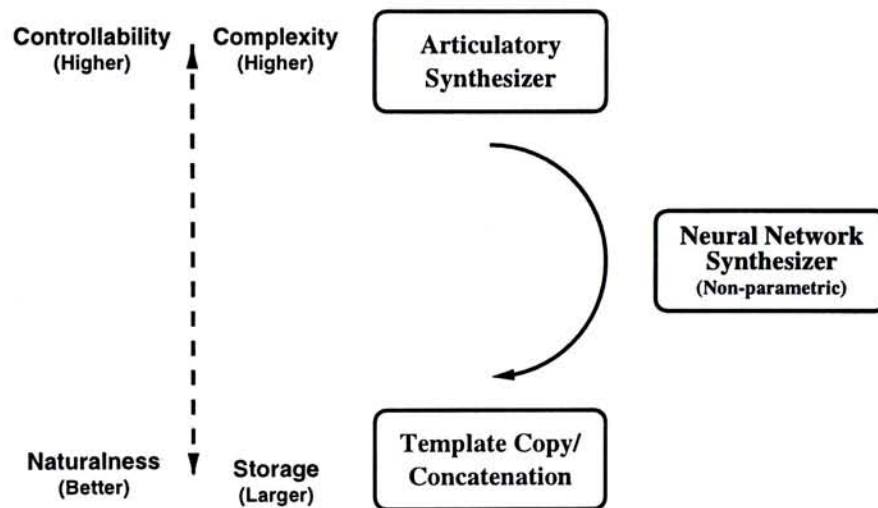 Controllability
(Higher)
Complexity
(Higher)
Articulatory
Synthesizer
Neural Network
Synthesizer
(Non-parametric)
Naturalness
(Better)
Storage
(Larger)
Template Copy/
Concatenation